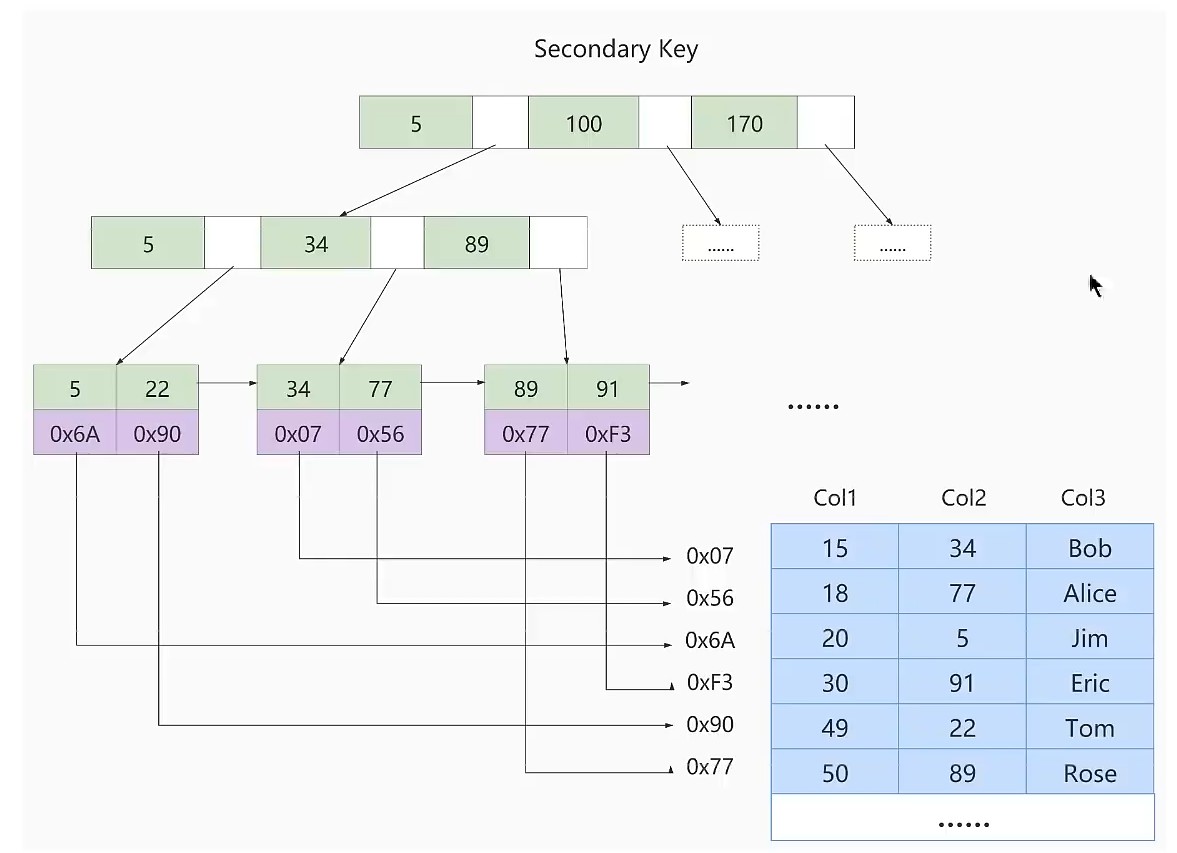 Secondary Key
5 100 170
5 34 89
...... ......
5 22 34 77 89 91
0x6A 0x90 0x07 0x56 0x77 0xF3
......
Col1 Col2 Col3
0x07 15 34 Bob
0x56 18 77 Alice
0x6A 20 5 Jim
0xF3 30 91 Eric
0x90 49 22 Tom
0x77 50 89 Rose
......